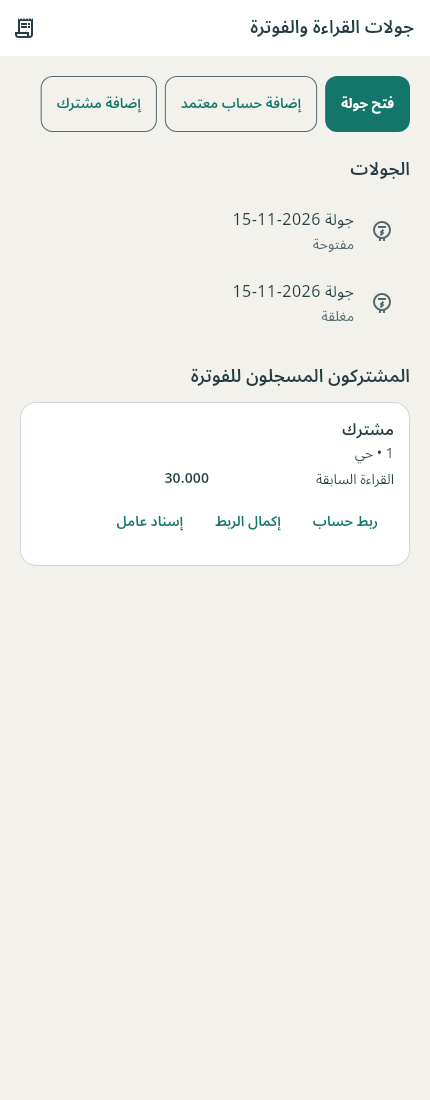 جولات القراءة والفوترة
فتح جولة
إضافة حساب معتمد
إضافة مشترك
الجولات
جولة 2026-11-15
مفتوحة
جولة 2026-11-15
مغلقة
المشتركون المسجلون للفوترة
مشترك
1 • حي
القراءة السابقة 30.000
ربط حساب
إكمال الربط
إسناد عامل